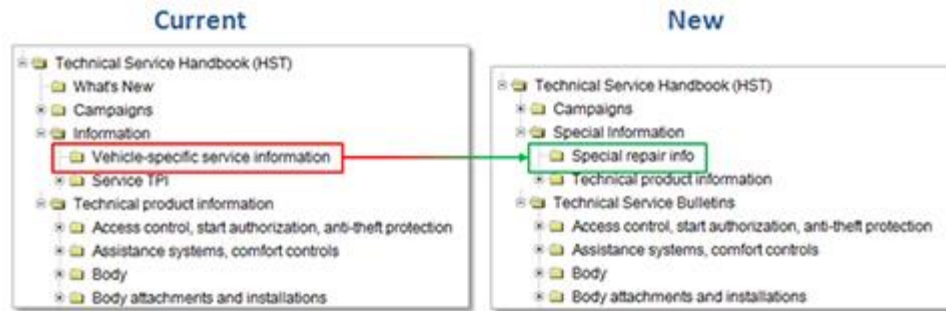 Current
Technical Service Handbook (HST)
What's New
Campaigns
Information
Vehicle-specific service information
Service TPI
Technical product information
Access control, start authorization, anti-theft protection
Assistance systems, comfort controls
Body
Body attachments and installations
New
Technical Service Handbook (HST)
Campaigns
Special Information
Special repair info
Technical product information
Technical Service Bulletins
Access control, start authorization, anti-theft protection
Assistance systems, comfort controls
Body
Body attachments and installations